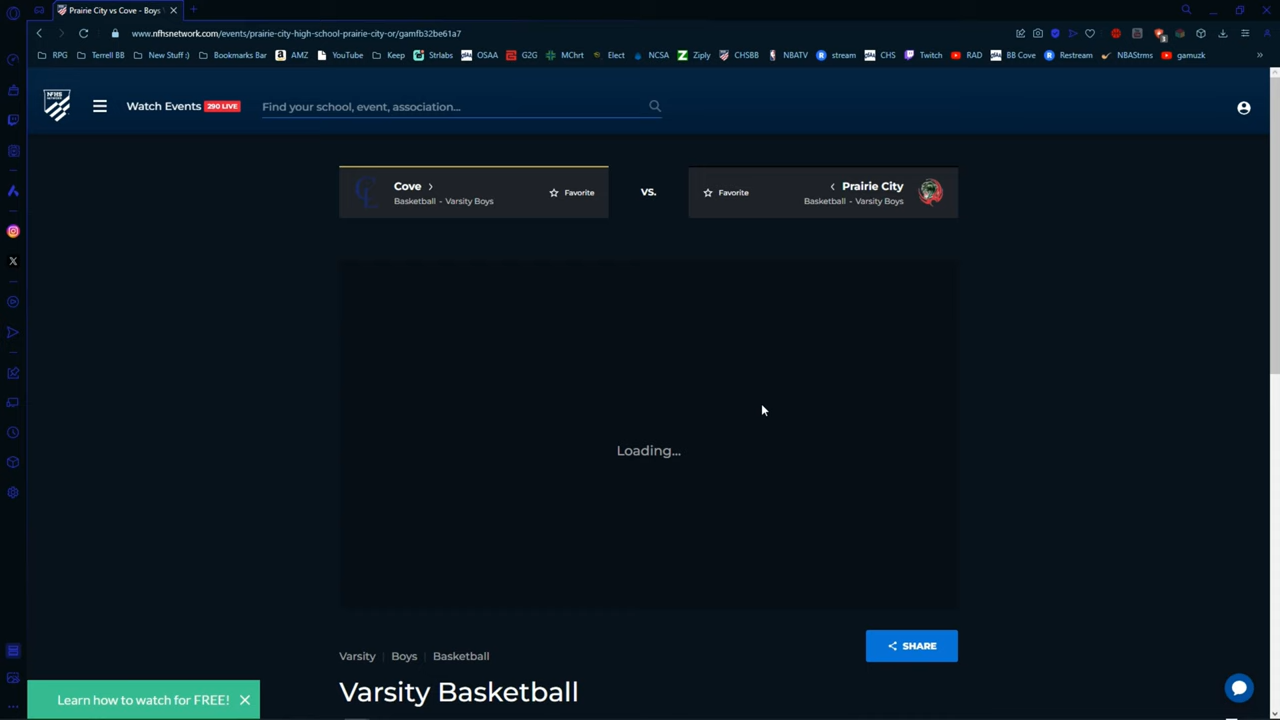 Prairie City vs Cove - Boys
www.nfhsnetwork.com/events/prairie-city-high-school-prairie-city-or/gamfb32be61a7
RPG Terrell BB New Stuff :) Bookmarks Bar AMZ YouTube Keep Strlabs OSAA G2G MChrt Elect NCSA Ziply CHSBB NBATV stream CHS Twitch RAD BB Cove Restream NBAStrms gamuzk
NFHS
Watch Events 290 LIVE Find your school, event, association...
Cove
Basketball - Varsity Boys
Favorite
VS.
Favorite
Prairie City
Basketball - Varsity Boys
Loading...
SHARE
Varsity Boys Basketball
Varsity Basketball
Learn how to watch for FREE!